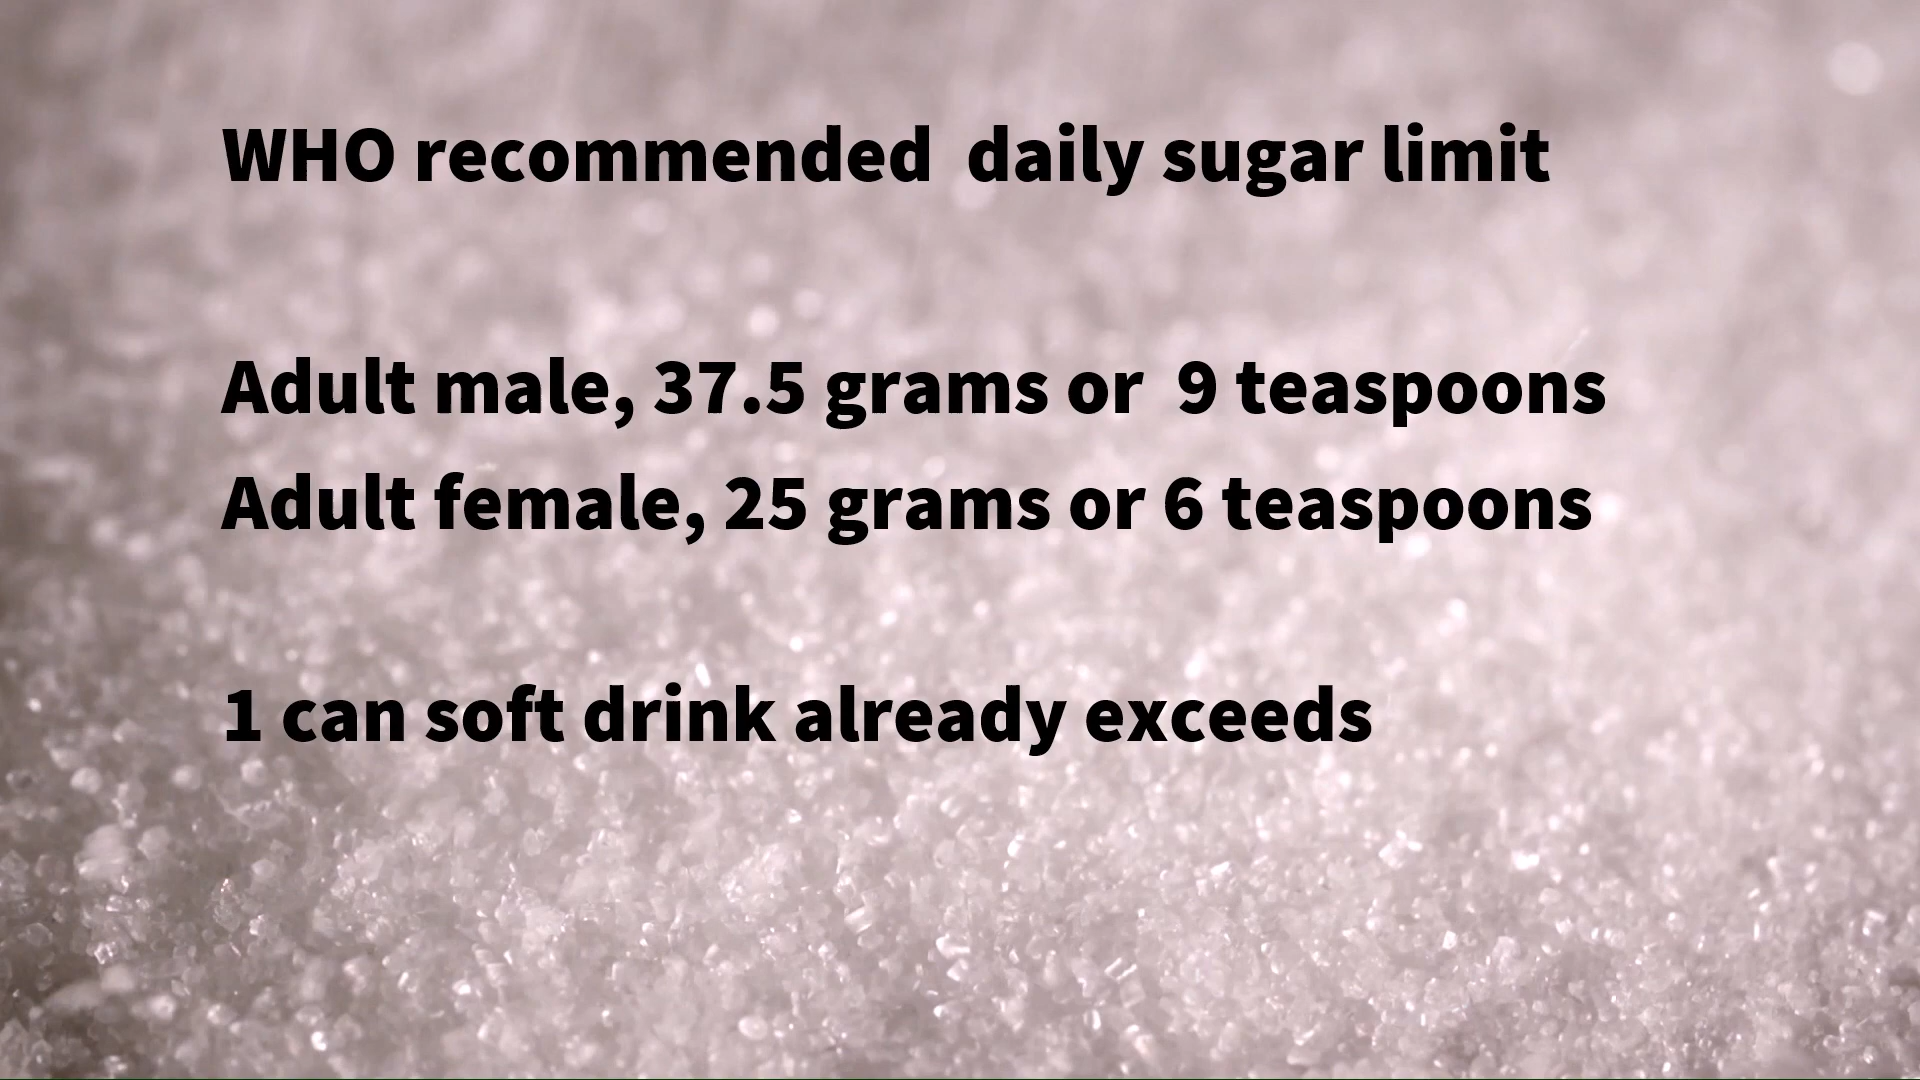 WHO recommended  daily sugar limit
Adult male, 37.5 grams or  9 teaspoons
Adult female, 25 grams or 6 teaspoons
1 can soft drink already exceeds